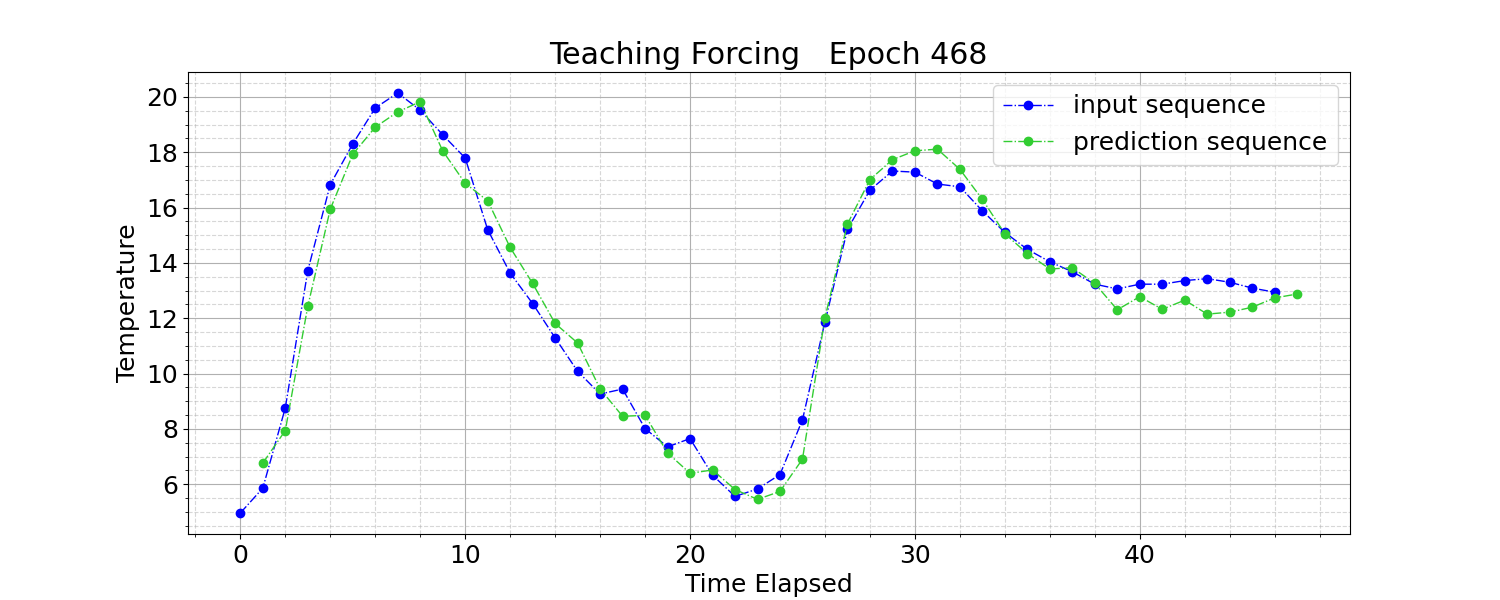 Teaching Forcing   Epoch 468
input sequence
prediction sequence
20
18
16
14
12
10
8
6
Temperature
0 10 20 30 40
Time Elapsed